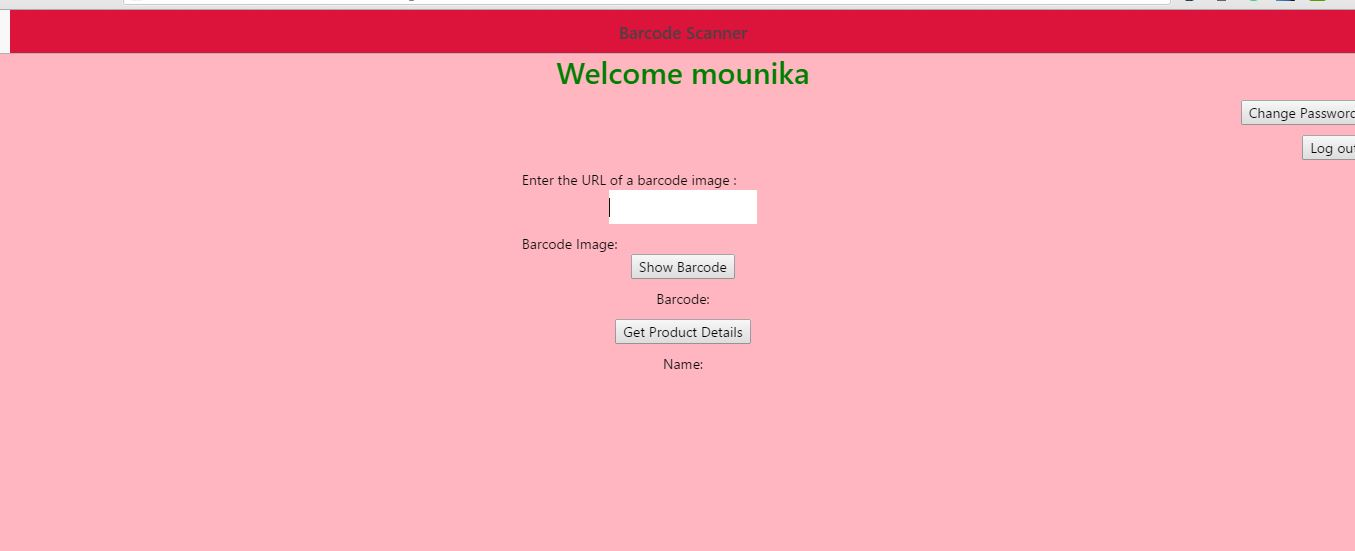 Barcode Scanner
Welcome mounika
Change Password
Log out
Enter the URL of a barcode image :
Barcode Image:
Show Barcode
Barcode:
Get Product Details
Name: